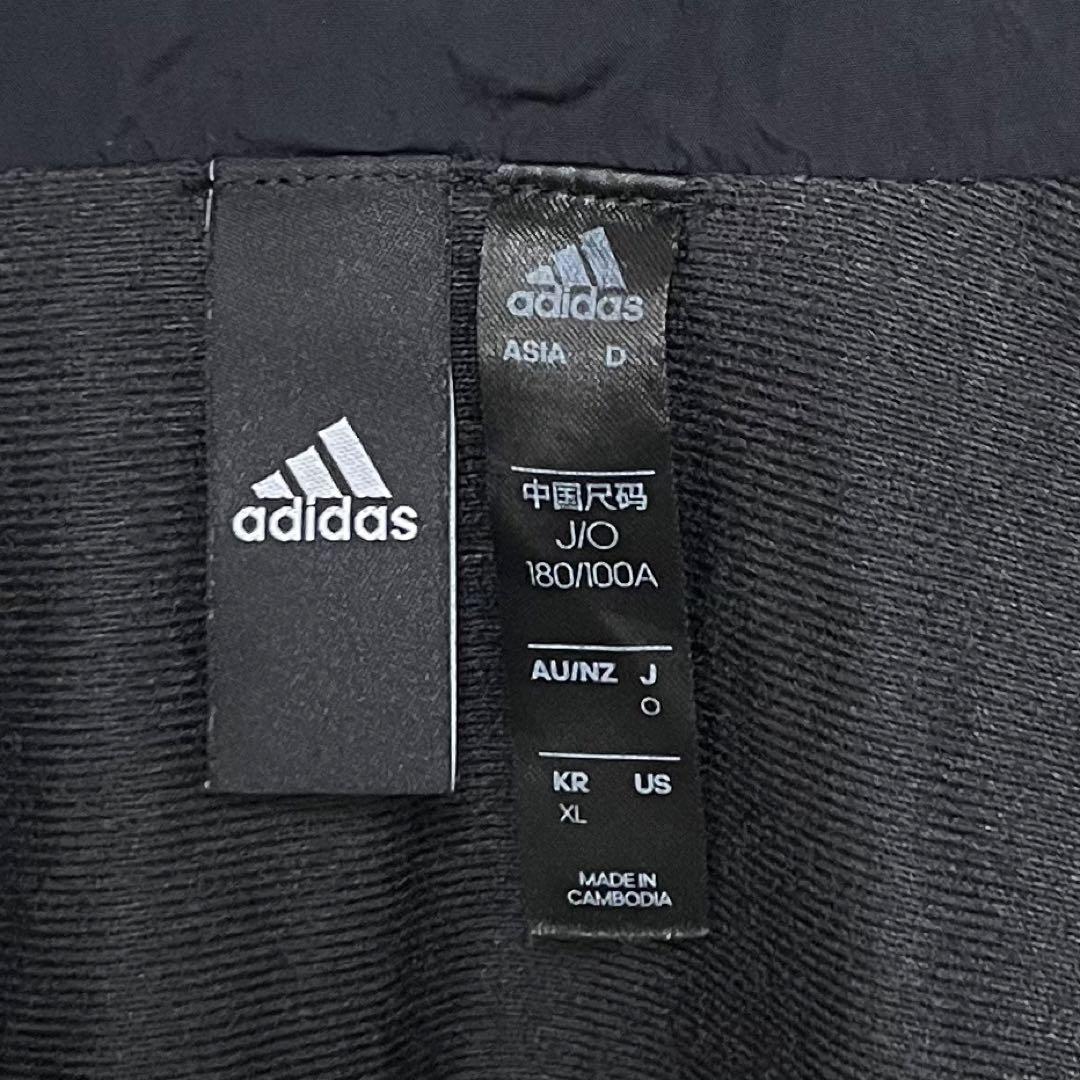 adidas
adidas
ASIA D
中国尺码
J/O
180/100A
AU/NZ J
O
KR US
XL
MADE IN
CAMBODIA